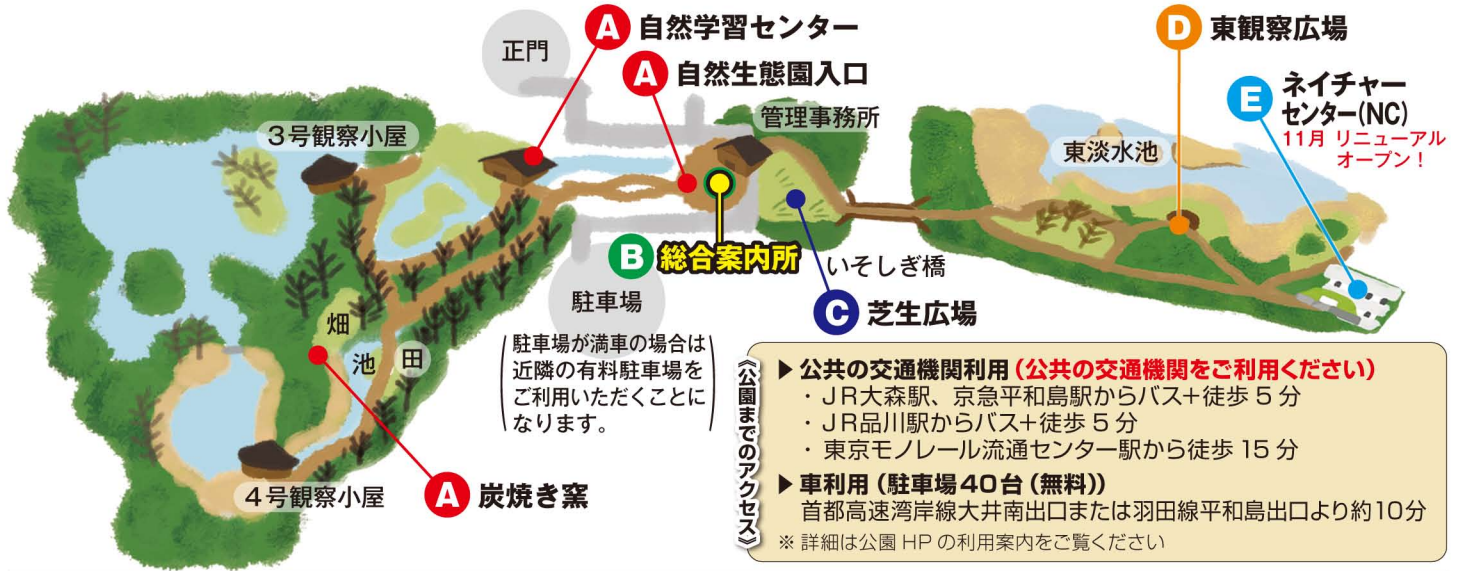 A 自然学習センター
正門
A 自然生態園入口
管理事務所
3号観察小屋
D 東観察広場
E ネイチャー
センター(NC)
11月 リニューアル
オープン！
東淡水池
B 総合案内所
いそしぎ橋
C 芝生広場
駐車場
(駐車場が満車の場合は
近隣の有料駐車場を
ご利用いただくことに
なります。)
畑
池
田
4号観察小屋
A 炭焼き窯
《公園までのアクセス》
▶ 公共の交通機関利用（公共の交通機関をご利用ください）
・ＪＲ大森駅、京急平和島駅からバス+徒歩 5 分
・ＪＲ品川駅からバス+徒歩 5 分
・東京モノレール流通センター駅から徒歩 15 分
▶ 車利用（駐車場40台（無料））
首都高速湾岸線大井南出口または羽田線平和島出口より約10分
※ 詳細は公園 HP の利用案内をご覧ください